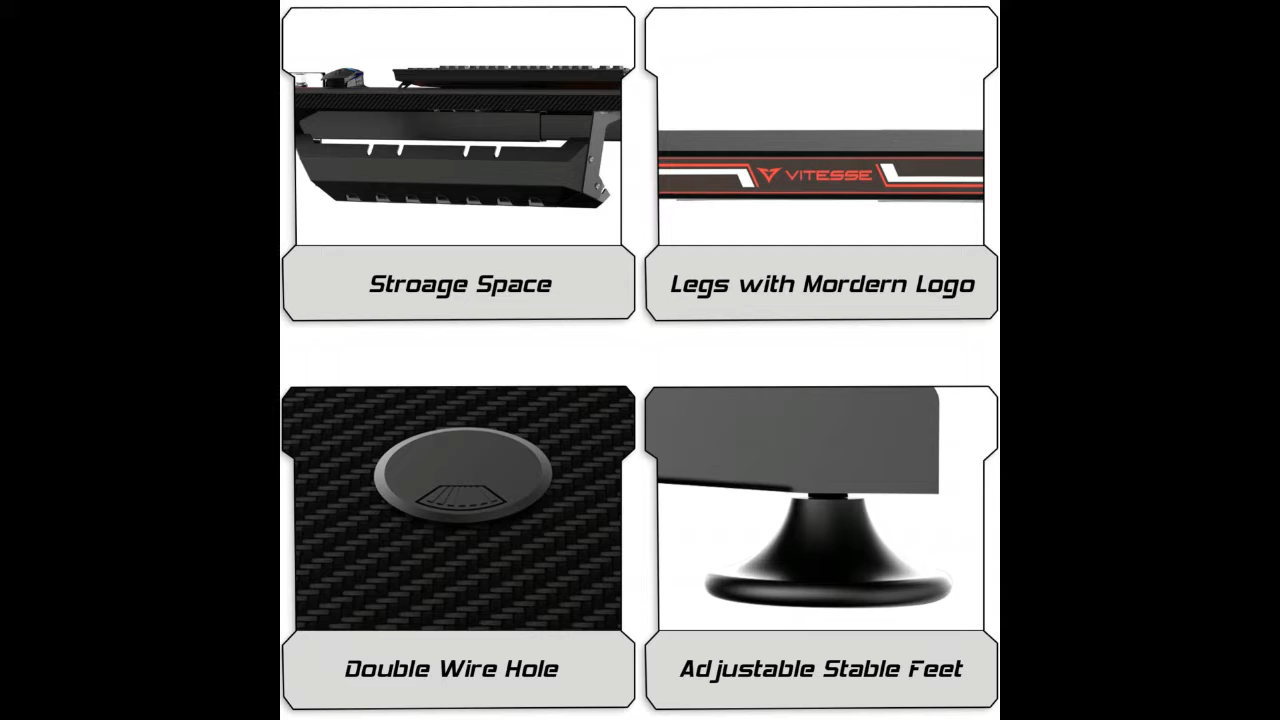 VITESSE
Stroage Space
Legs with Mordern Logo
Double Wire Hole
Adjustable Stable Feet